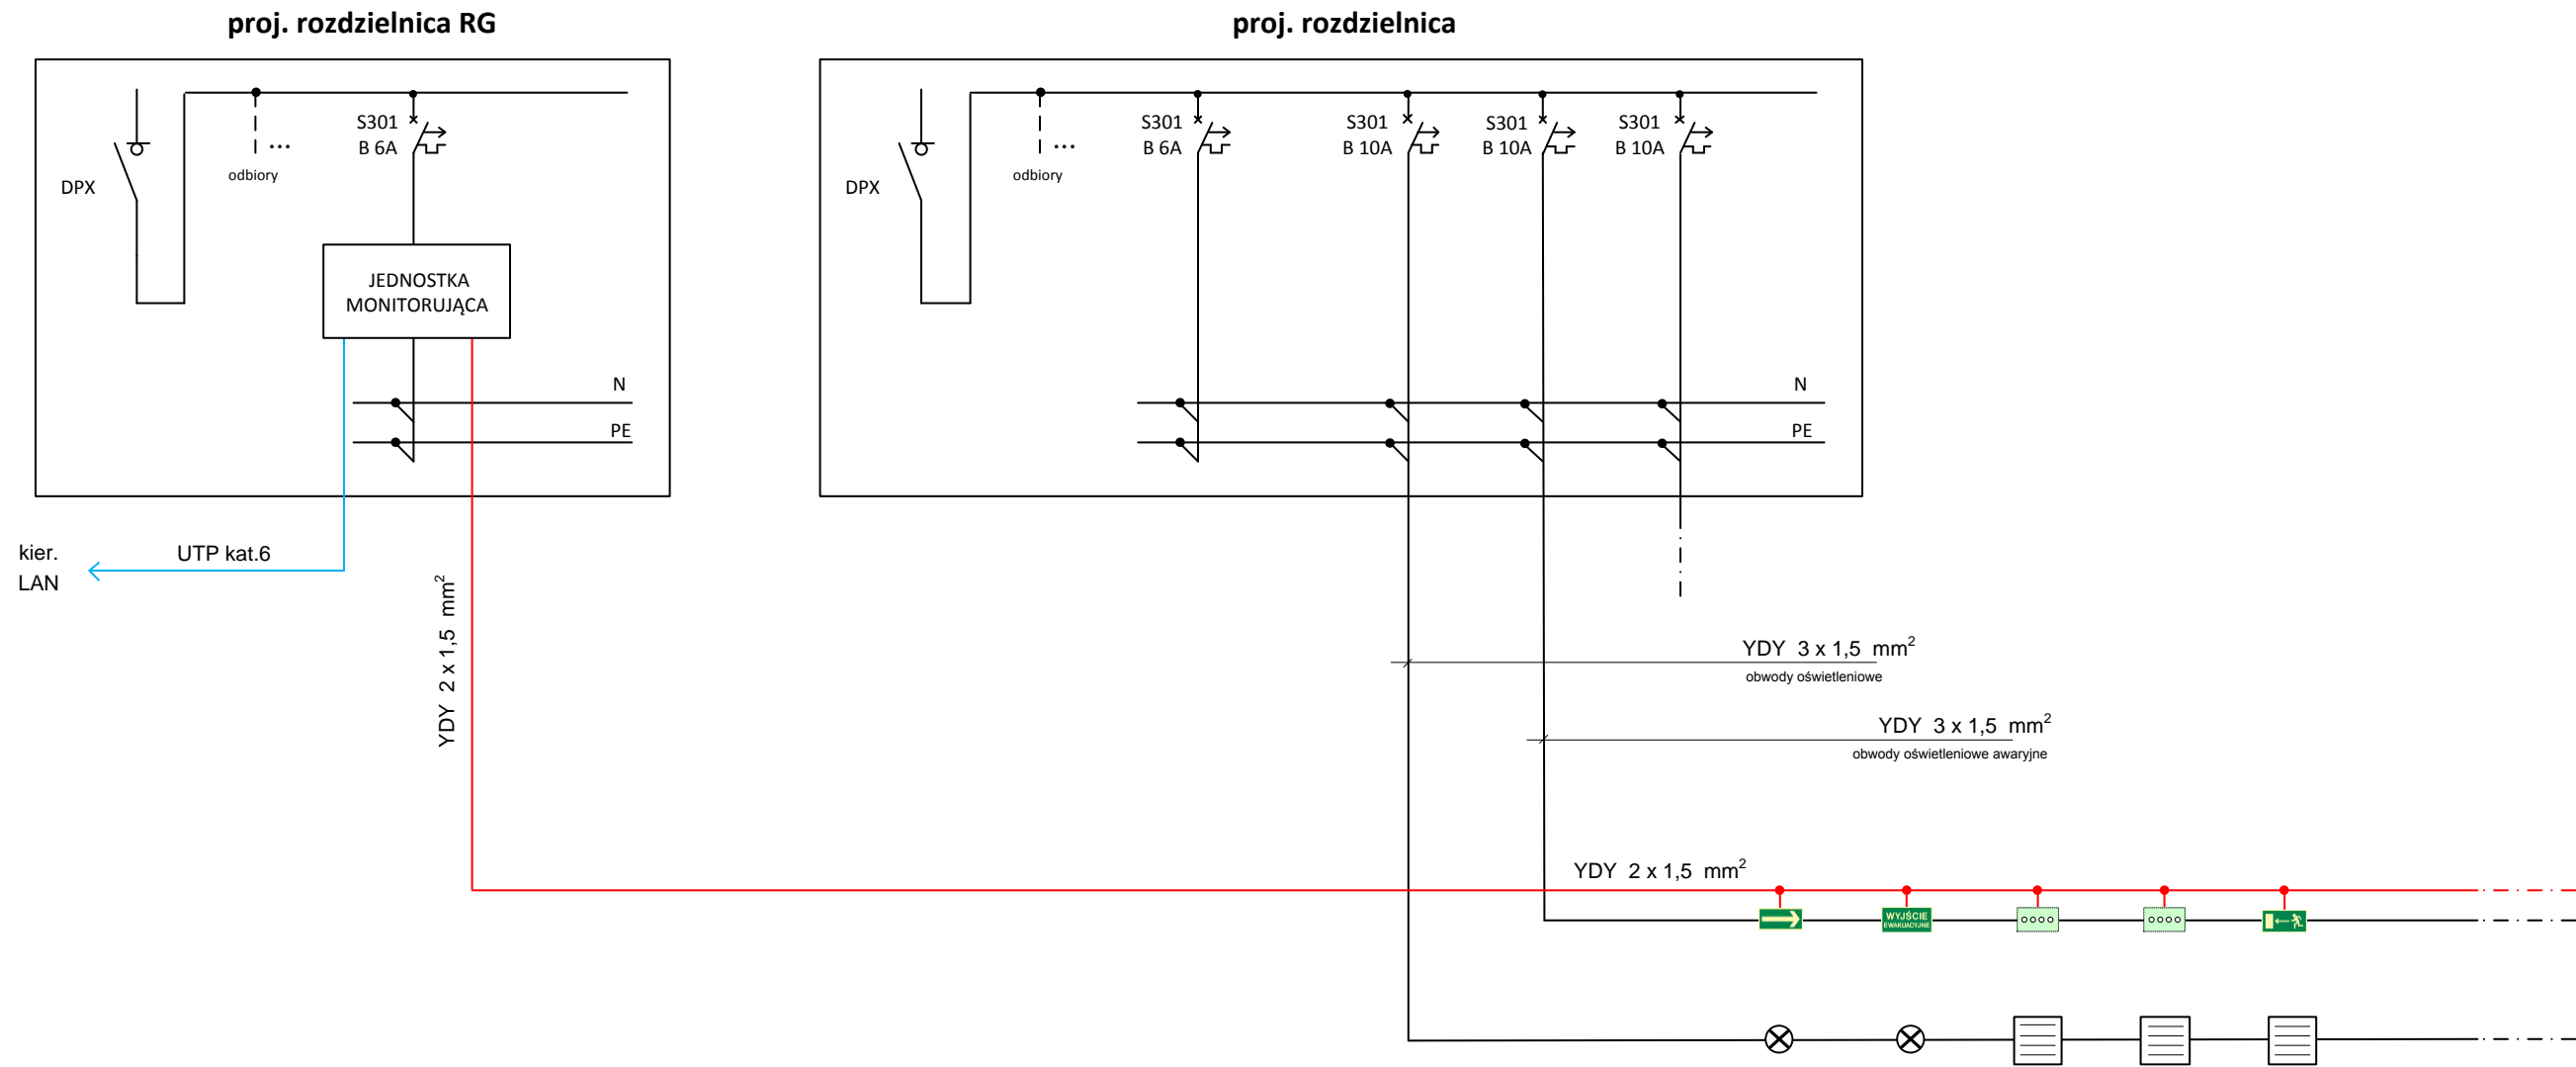 proj. rozdzielnica RG
proj. rozdzielnica
S301
B 6A
DPX
odbiory
...
JEDNOSTKA
MONITORUJĄCA
N
PE
S301
B 6A
S301
B 10A
S301
B 10A
S301
B 10A
DPX
odbiory
...
N
PE
kier.
LAN
UTP kat.6
YDY 2 x 1,5 mm²
YDY 3 x 1,5 mm²
obwody oświetleniowe
YDY 3 x 1,5 mm²
obwody oświetleniowe awaryjne
YDY 2 x 1,5 mm²
WYJŚCIE
EWAKUACYJNE